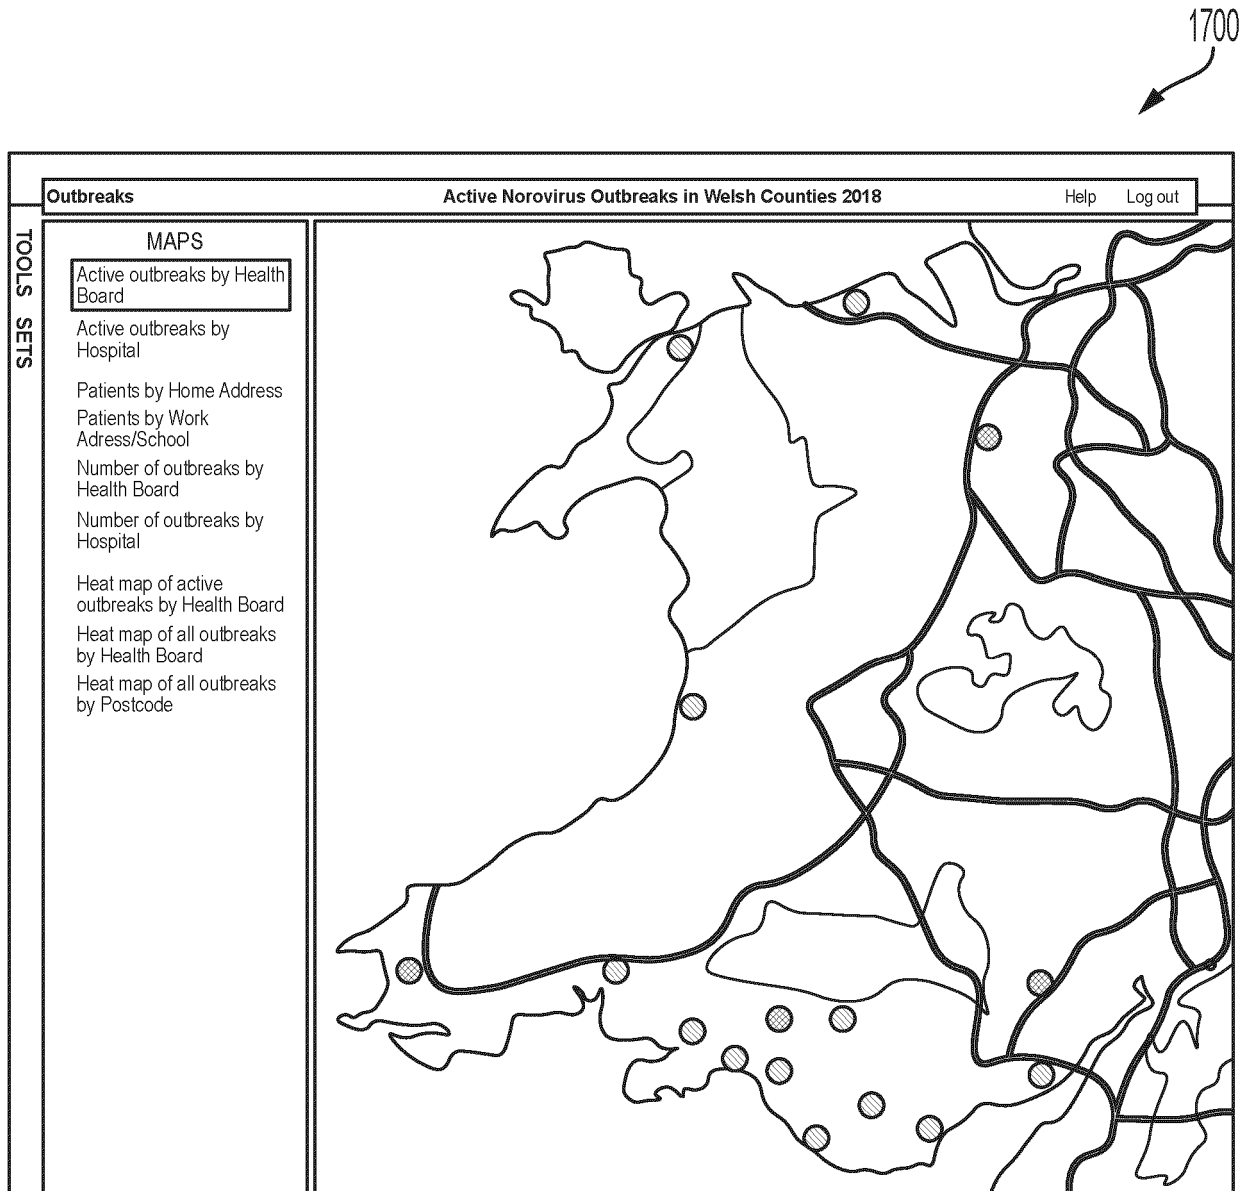 1700
Outbreaks
Active Norovirus Outbreaks in Welsh Counties 2018
Help
Log out
TOOLS SETS
MAPS
Active outbreaks by Health
Board
Active outbreaks by
Hospital
Patients by Home Address
Patients by Work
Adress/School
Number of outbreaks by
Health Board
Number of outbreaks by
Hospital
Heat map of active
outbreaks by Health Board
Heat map of all outbreaks
by Health Board
Heat map of all outbreaks
by Postcode